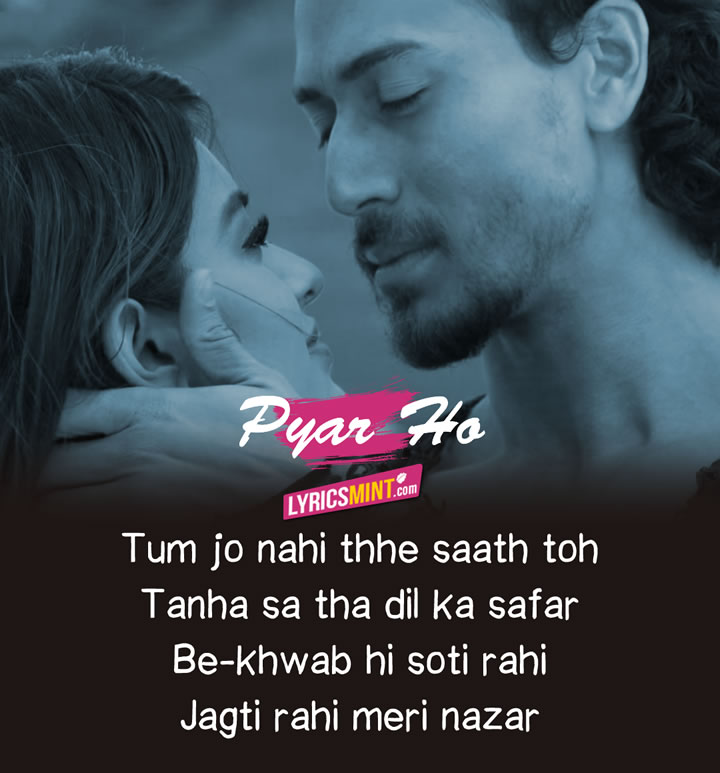 Pyar Ho
LYRICSMINT.com
Tum jo nahi thhe saath toh
Tanha sa tha dil ka safar
Be-khwab hi soti rahi
Jagti rahi meri nazar